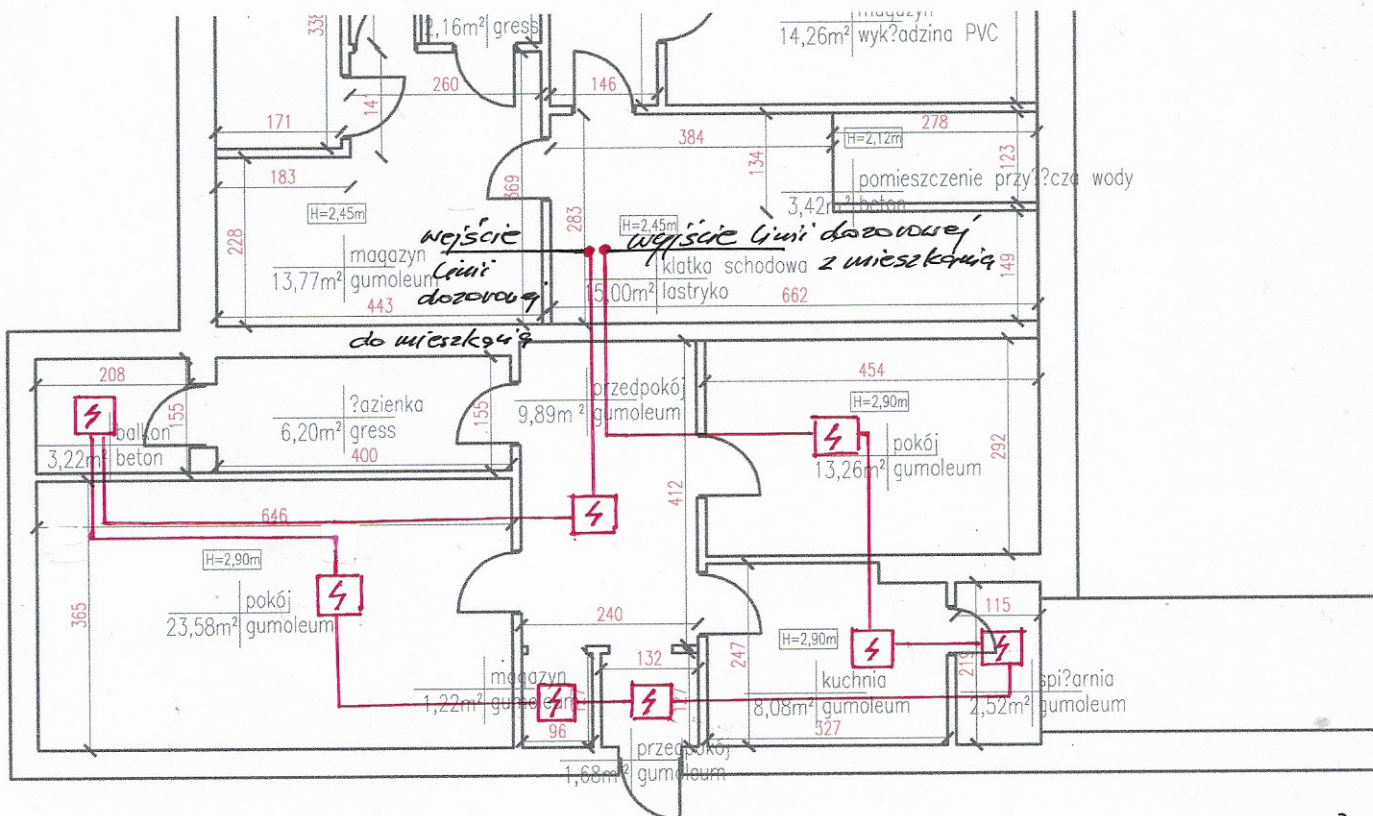 338
2,16m² gress
magazyn
14,26m² wyk?adzina PVC
260
146
14
171
384
278
H=2,12m
134
123
183
369
pomieszczenie przy??cza wody
3,42m² beton
H=2,45m
283
H=2,45m
228
wejście
linii
dozorowej
do mieszkania
wyjście linii dozorowej
z mieszkania
magazyn
13,77m² gumoleum
klatka schodowa
15,00m² lastryko
149
443
662
208
155
?azienka
6,20m² gress
155
przedpokój
9,89m² gumoleum
454
H=2,90m
balkon
3,22m² beton
400
pokój
13,26m² gumoleum
292
412
646
H=2,90m
365
pokój
23,58m² gumoleum
240
132
247
H=2,90m
115
219
magazyn
1,22m² gumoleum
kuchnia
8,08m² gumoleum
spi?arnia
2,52m² gumoleum
96
327
przedpokój
1,68m² gumoleum